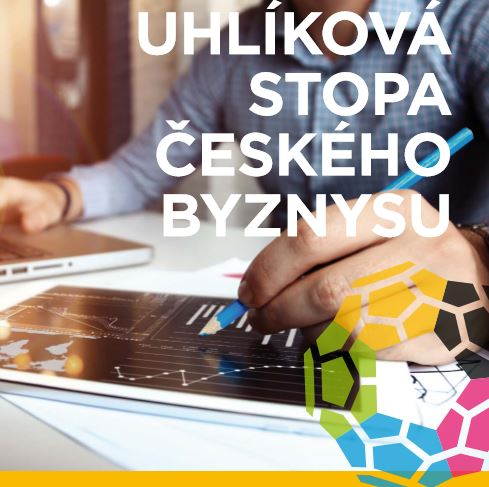 UHLÍKOVÁ
STOPA
ČESKÉHO
BYZNYSU